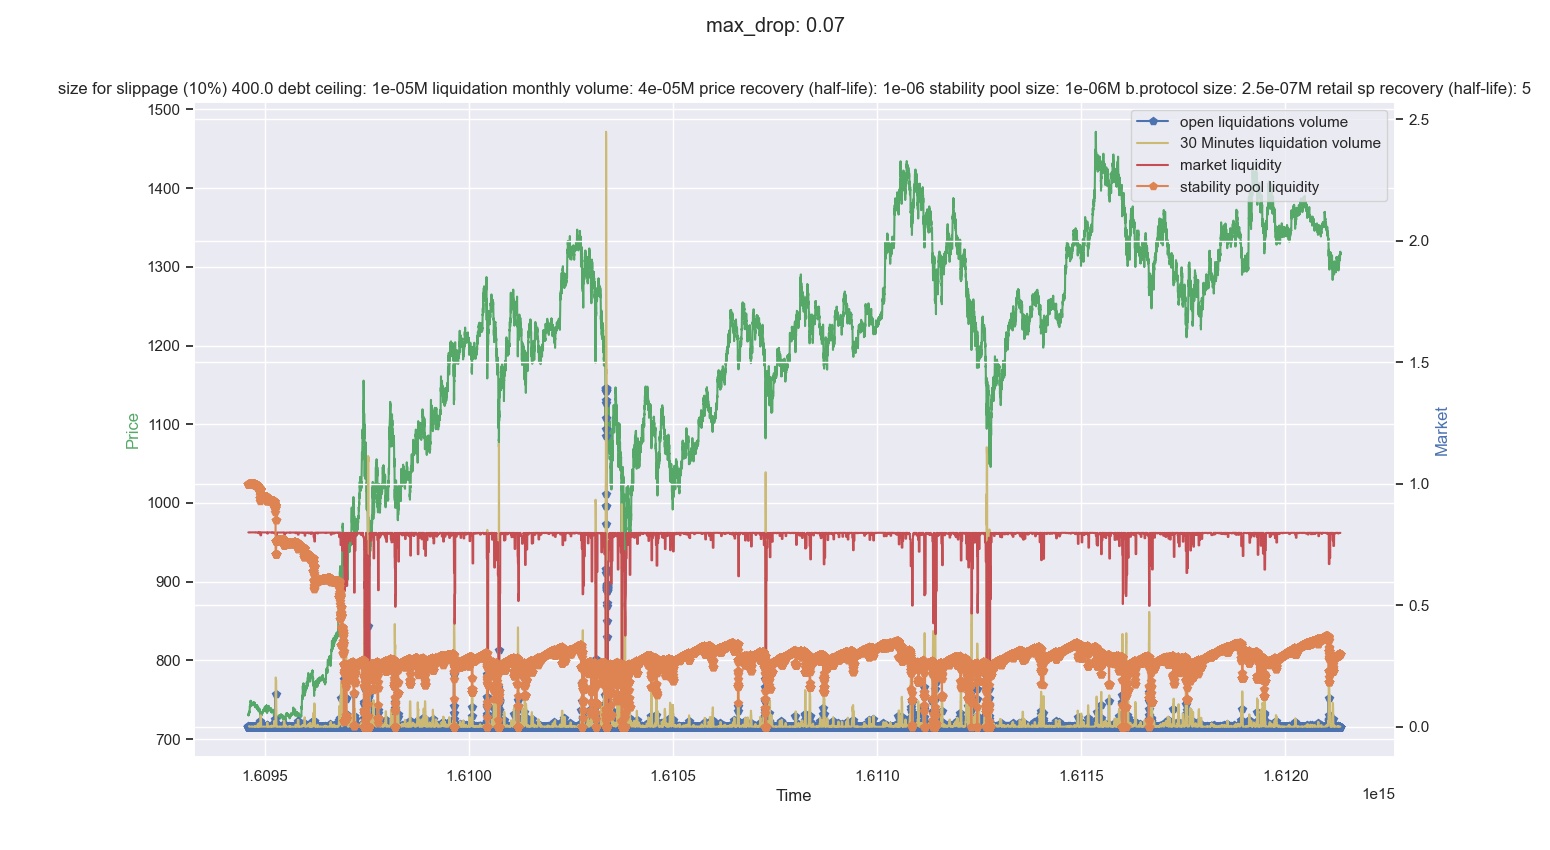 max_drop: 0.07
size for slippage (10%) 400.0 debt ceiling: 1e-05M liquidation monthly volume: 4e-05M price recovery (half-life): 1e-06 stability pool size: 1e-06M b.protocol size: 2.5e-07M retail sp recovery (half-life): 5
open liquidations volume
30 Minutes liquidation volume
market liquidity
stability pool liquidity
1500
1400
1300
1200
1100
1000
900
800
700
Price
2.5
2.0
1.5
1.0
0.5
0.0
Market
1.6095 1.6100 1.6105 1.6110 1.6115 1.6120
1e15
Time